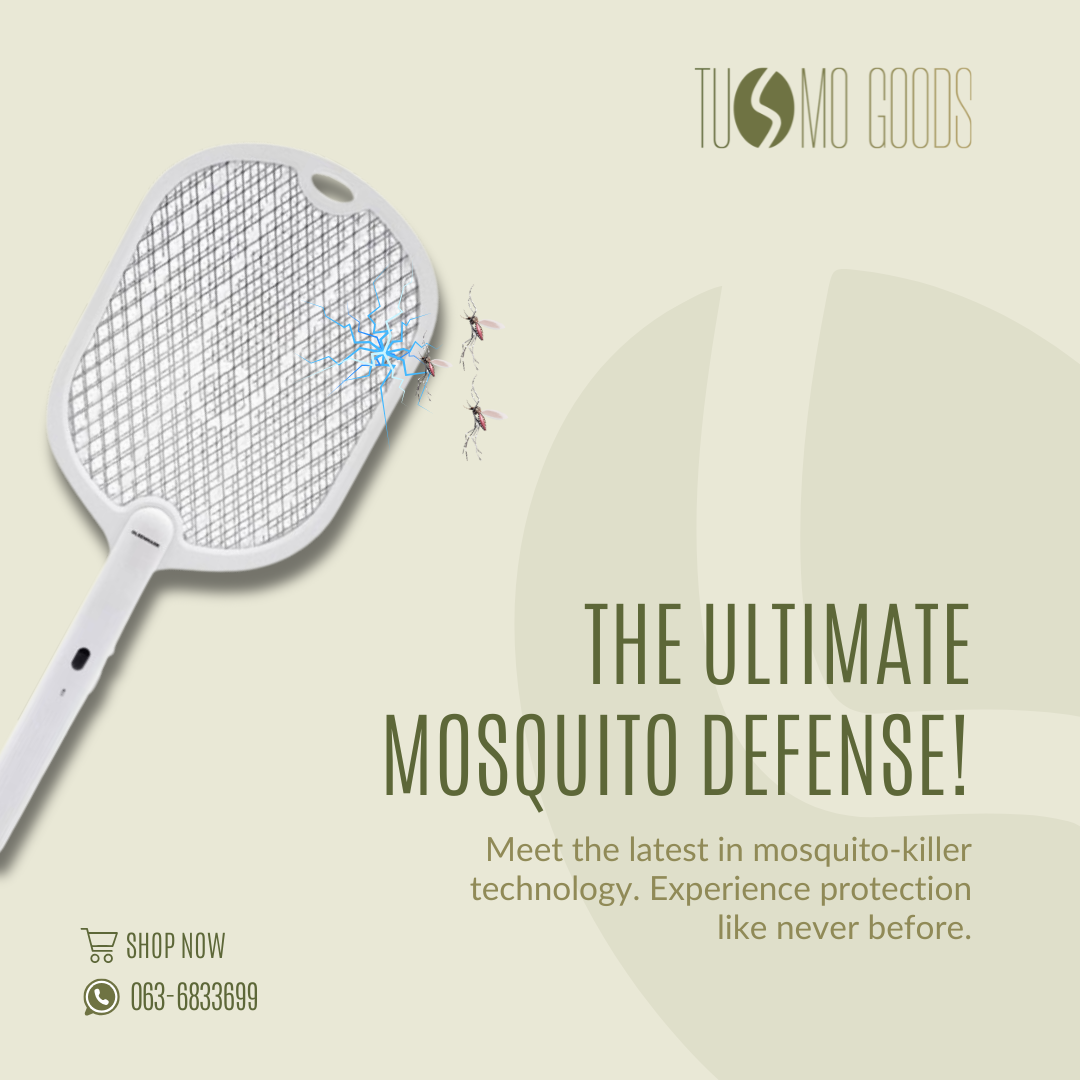 TUSMO GOODS
THE ULTIMATE
MOSQUITO DEFENSE!
Meet the latest in mosquito-killer
technology. Experience protection
like never before.
SHOP NOW
063-6833699